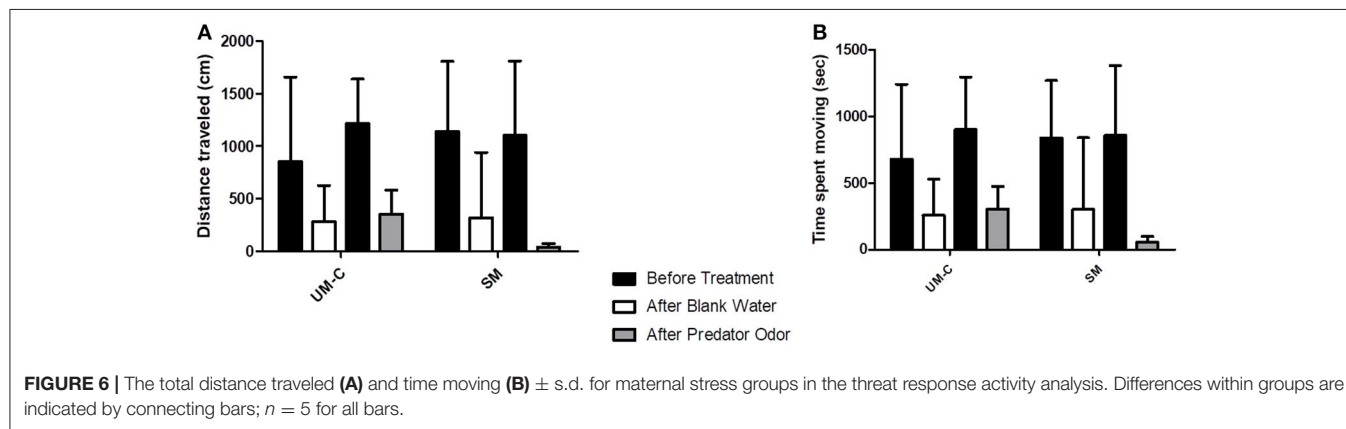 A
B
Distance traveled (cm)
2000
1500
1000
500
0
UM-C
SM
Time spent moving (sec)
1500
1000
500
0
UM-C
SM
Before Treatment
After Blank Water
After Predator Odor
FIGURE 6 | The total distance traveled (A) and time moving (B) ± s.d. for maternal stress groups in the threat response activity analysis. Differences within groups are
indicated by connecting bars; n = 5 for all bars.